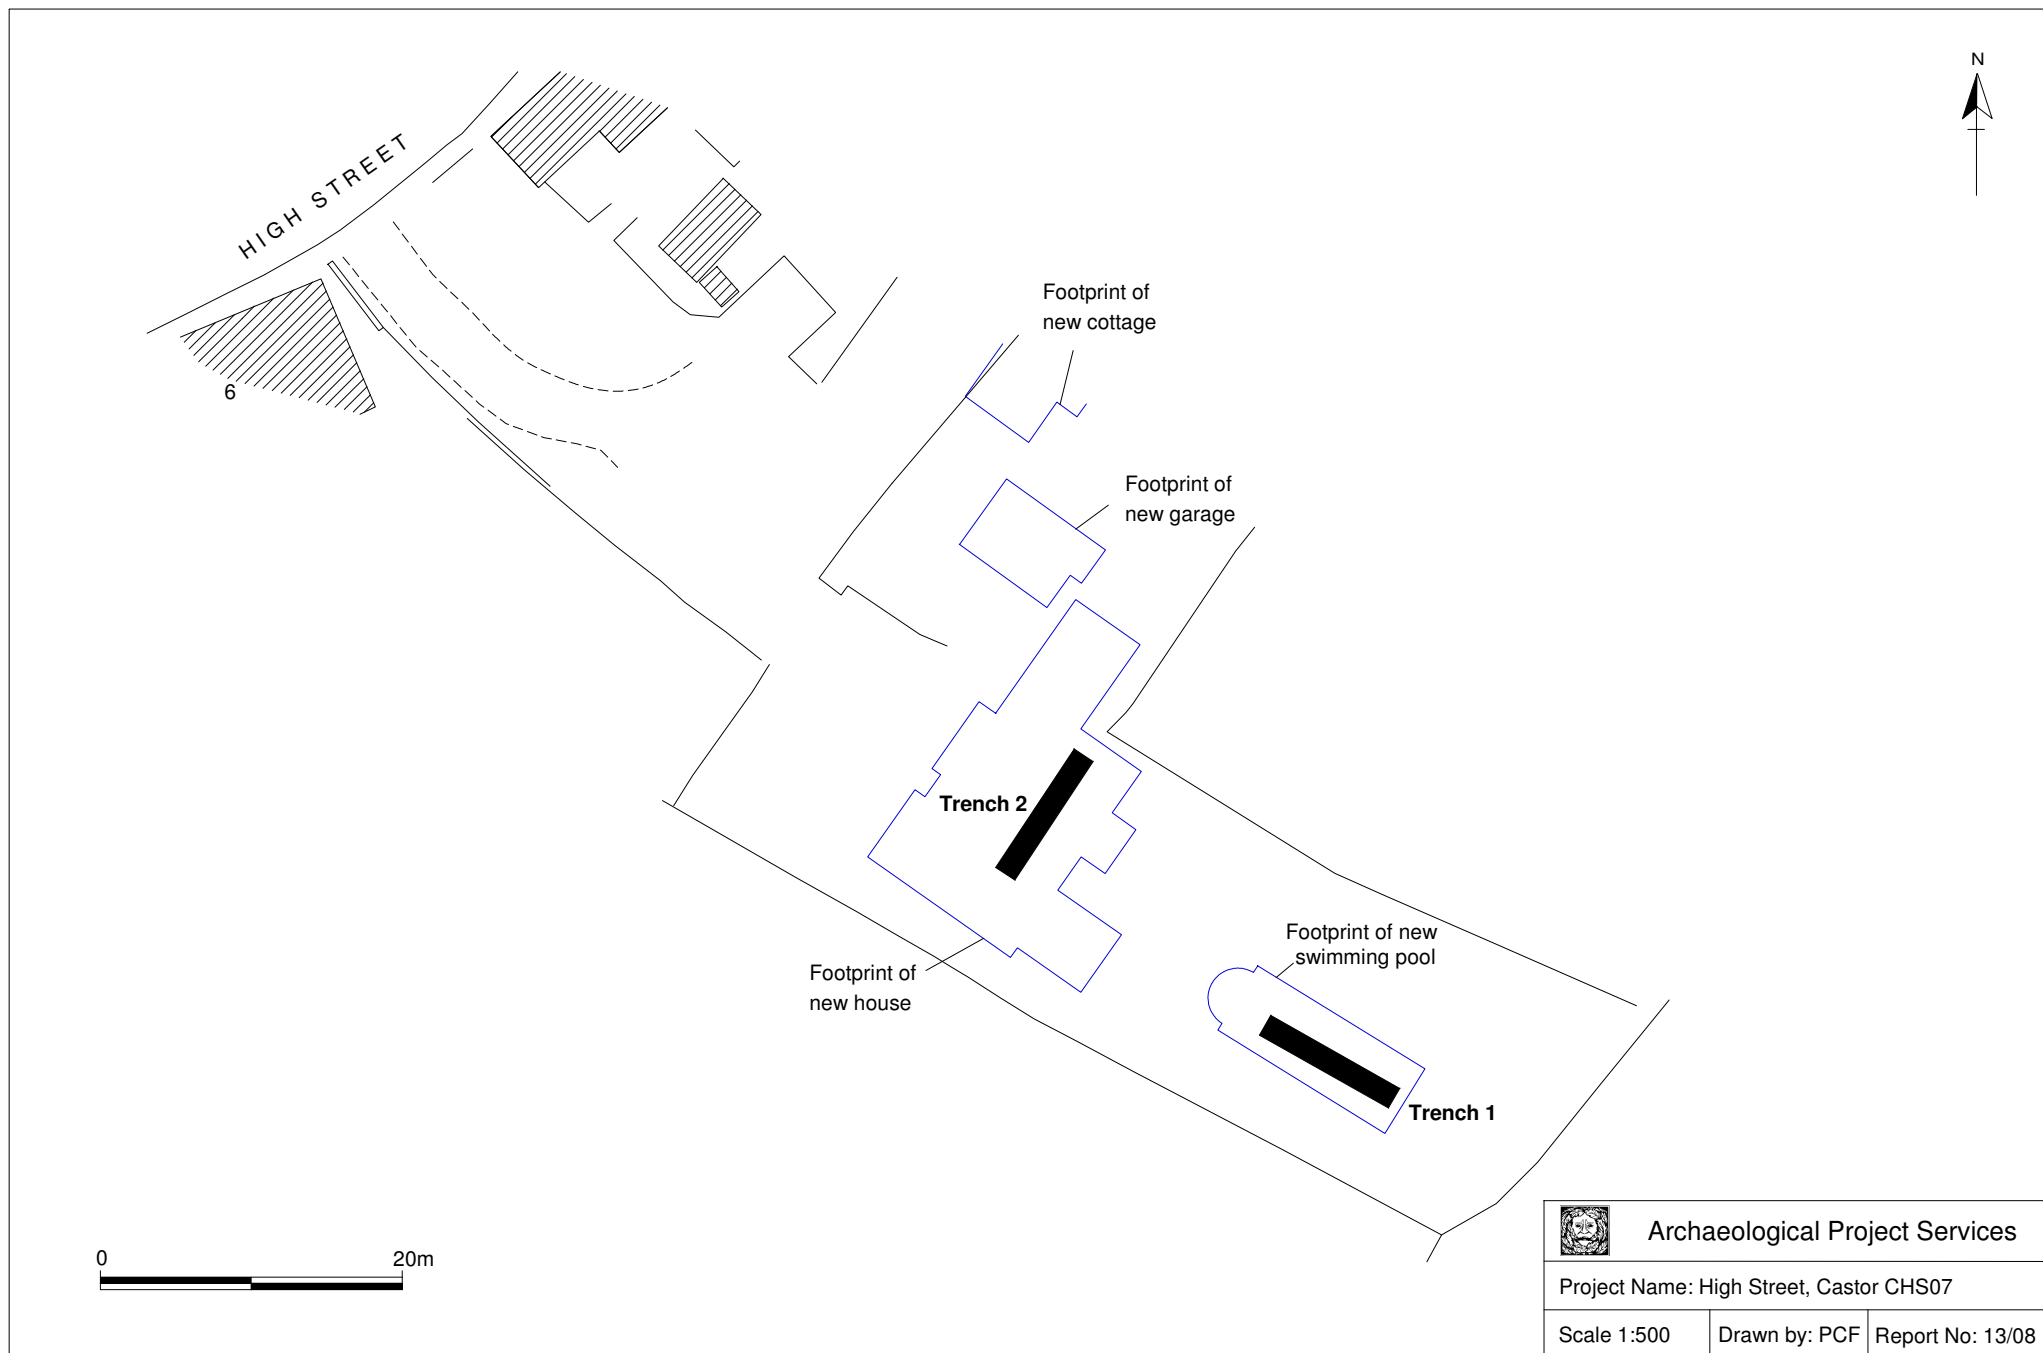 N
HIGH STREET
6
Footprint of
new cottage
Footprint of
new garage
Trench 2
Footprint of
new house
Footprint of new
swimming pool
Trench 1
0 20m
Archaeological Project Services
Project Name: High Street, Castor CHS07
Scale 1:500 Drawn by: PCF Report No: 13/08